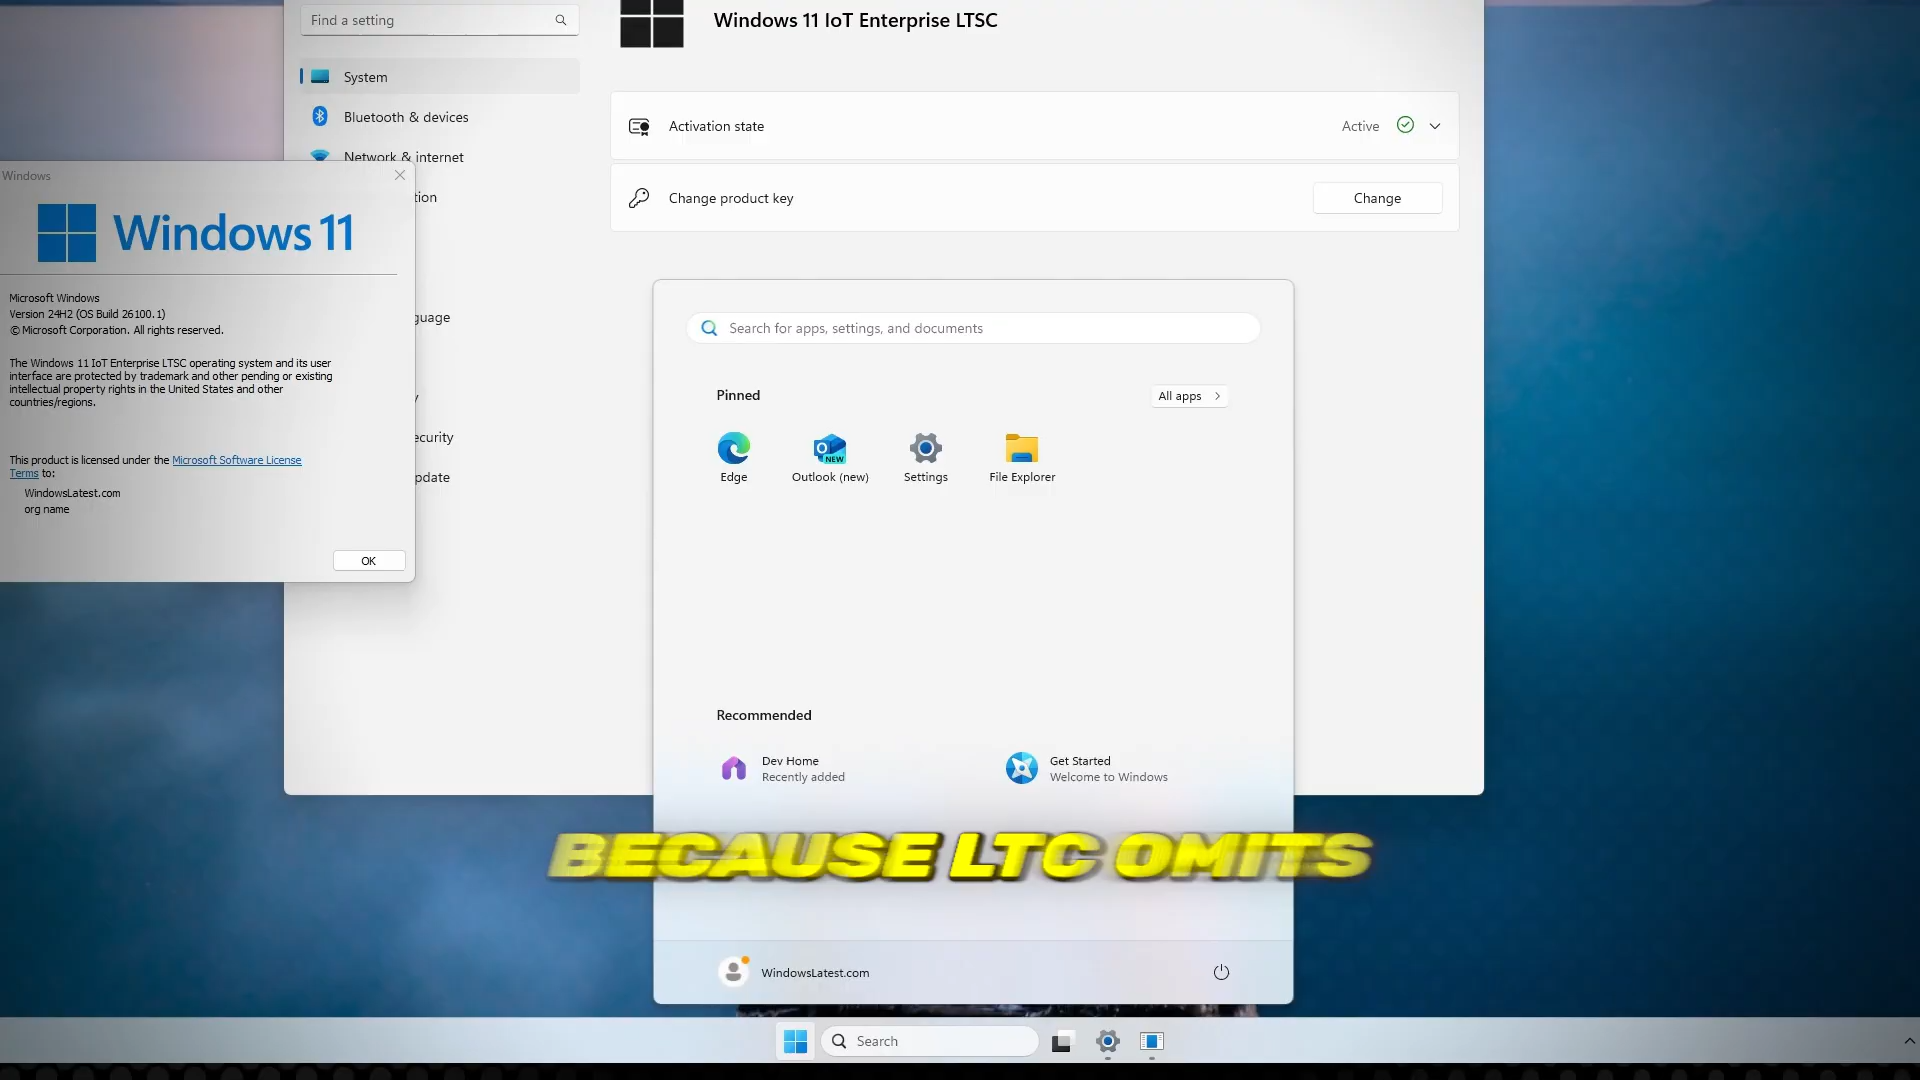 Find a setting
Windows 11 IoT Enterprise LTSC
System
Bluetooth & devices
Network & internet
Activation state
Active
Change product key
Change
Windows
Windows 11
Microsoft Windows
Version 24H2 (OS Build 26100.1)
© Microsoft Corporation. All rights reserved.
The Windows 11 IoT Enterprise LTSC operating system and its user
interface are protected by trademark and other pending or existing
intellectual property rights in the United States and other
countries/regions.
This product is licensed under the Microsoft Software License
Terms to:
WindowsLatest.com
org name
OK
tion
guage
y
ecurity
pdate
Search for apps, settings, and documents
Pinned
All apps
Edge
Outlook (new)
Settings
File Explorer
Recommended
Dev Home
Recently added
Get Started
Welcome to Windows
BECAUSE LTC OMITS
WindowsLatest.com
Search